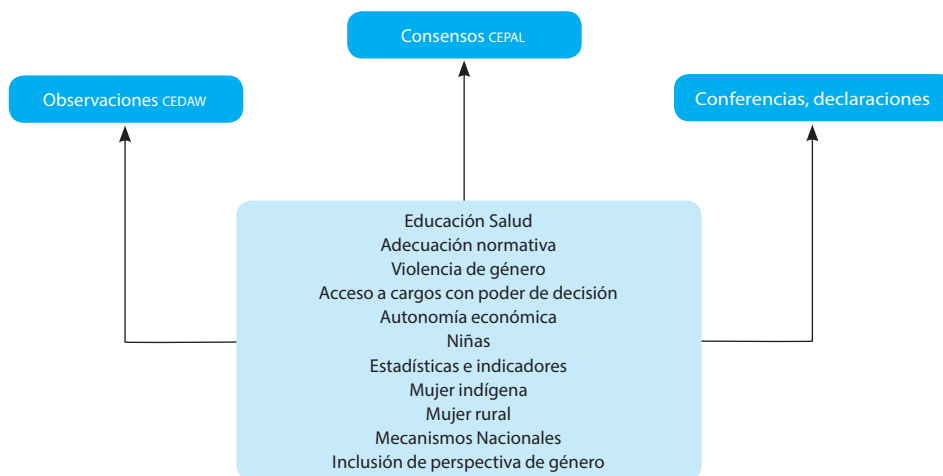 Consensos CEPAL
Observaciones CEDAW
Conferencias, declaraciones
Educación Salud
Adecuación normativa
Violencia de género
Acceso a cargos con poder de decisión
Autonomía económica
Niñas
Estadísticas e indicadores
Mujer indígena
Mujer rural
Mecanismos Nacionales
Inclusión de perspectiva de género